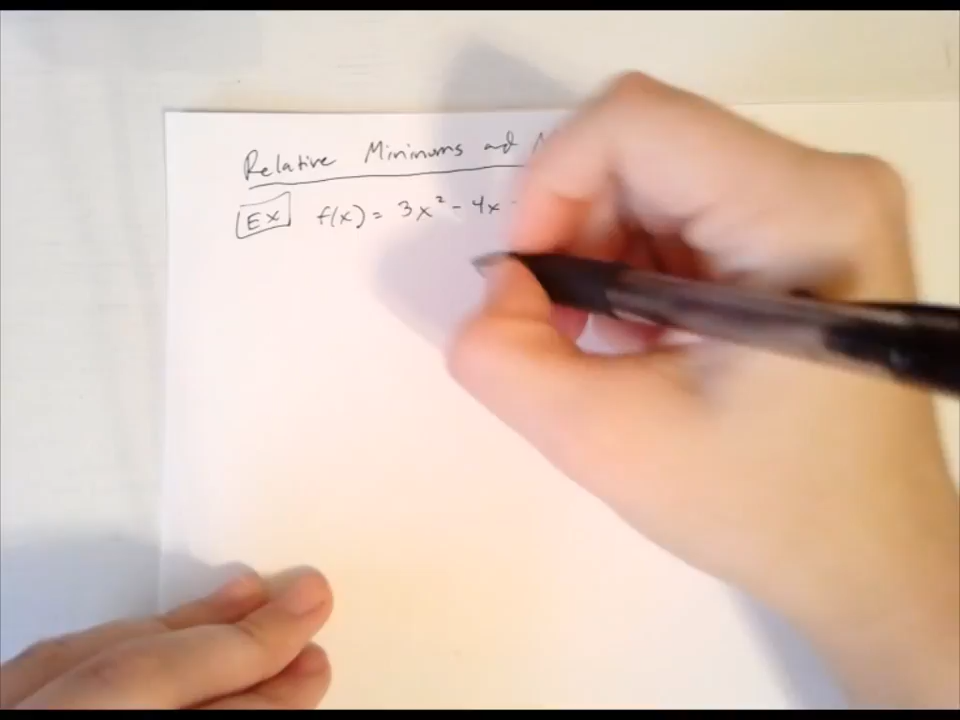 Relative Minimums and
Ex f(x) = 3x² - 4x -